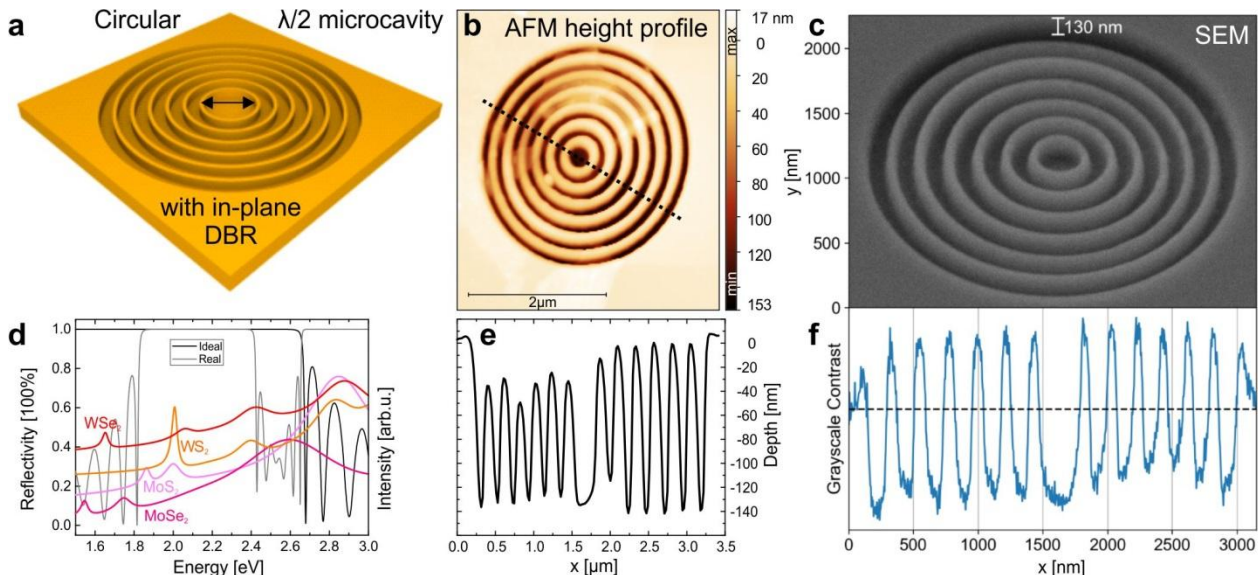 a
Circular
λ/2 microcavity
with in-plane
DBR
b
AFM height profile
17 nm
max
0
20
40
60
80
100
120
min
153
2µm
c
130 nm
SEM
y [nm]
2000
1500
1000
500
0
d
Reflectivity [100%]
1.0
0.8
0.6
0.4
0.2
0.0
Ideal
Real
WSe₂
WS₂
MoS₂
MoSe₂
Intensity [arb.u.]
1.6 1.8 2.0 2.2 2.4 2.6 2.8 3.0
Energy [eV]
e
0
-20
-40
-60
-80
-100
-120
-140
Depth [nm]
0.0 0.5 1.0 1.5 2.0 2.5 3.0 3.5
x [µm]
f
Grayscale Contrast
0 500 1000 1500 2000 2500 3000
x [nm]